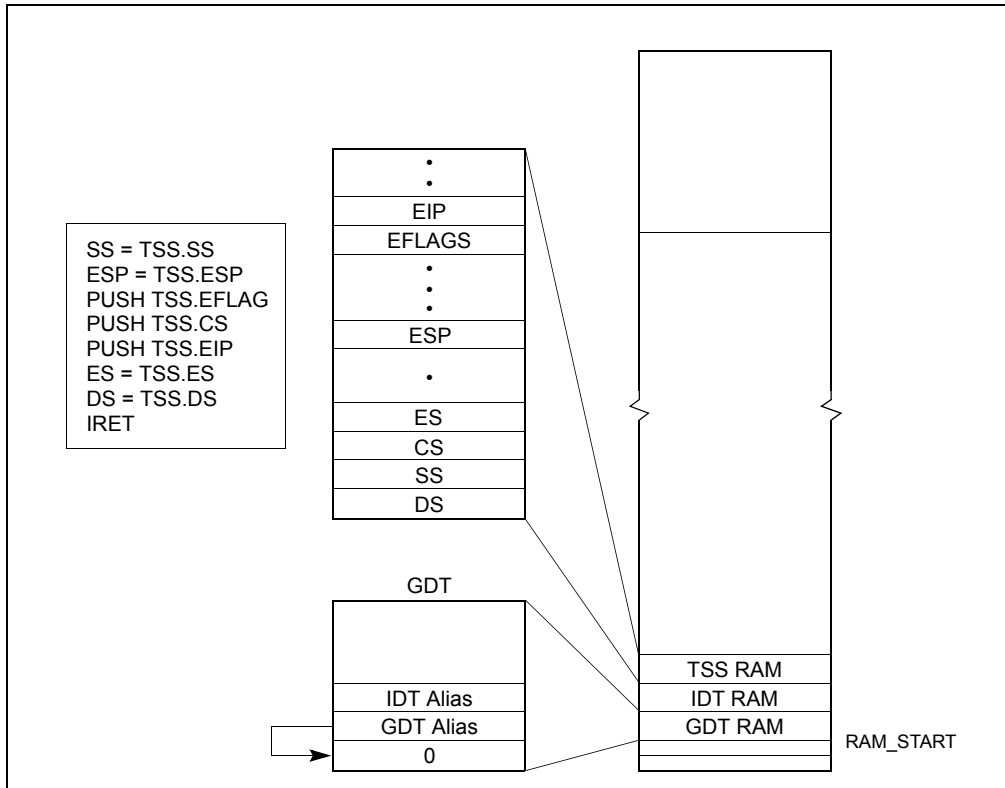 SS = TSS.SS
ESP = TSS.ESP
PUSH TSS.EFLAG
PUSH TSS.CS
PUSH TSS.EIP
ES = TSS.ES
DS = TSS.DS
IRET
EIP
EFLAGS
ESP
ES
CS
SS
DS
GDT
IDT Alias
GDT Alias
0
TSS RAM
IDT RAM
GDT RAM
RAM_START